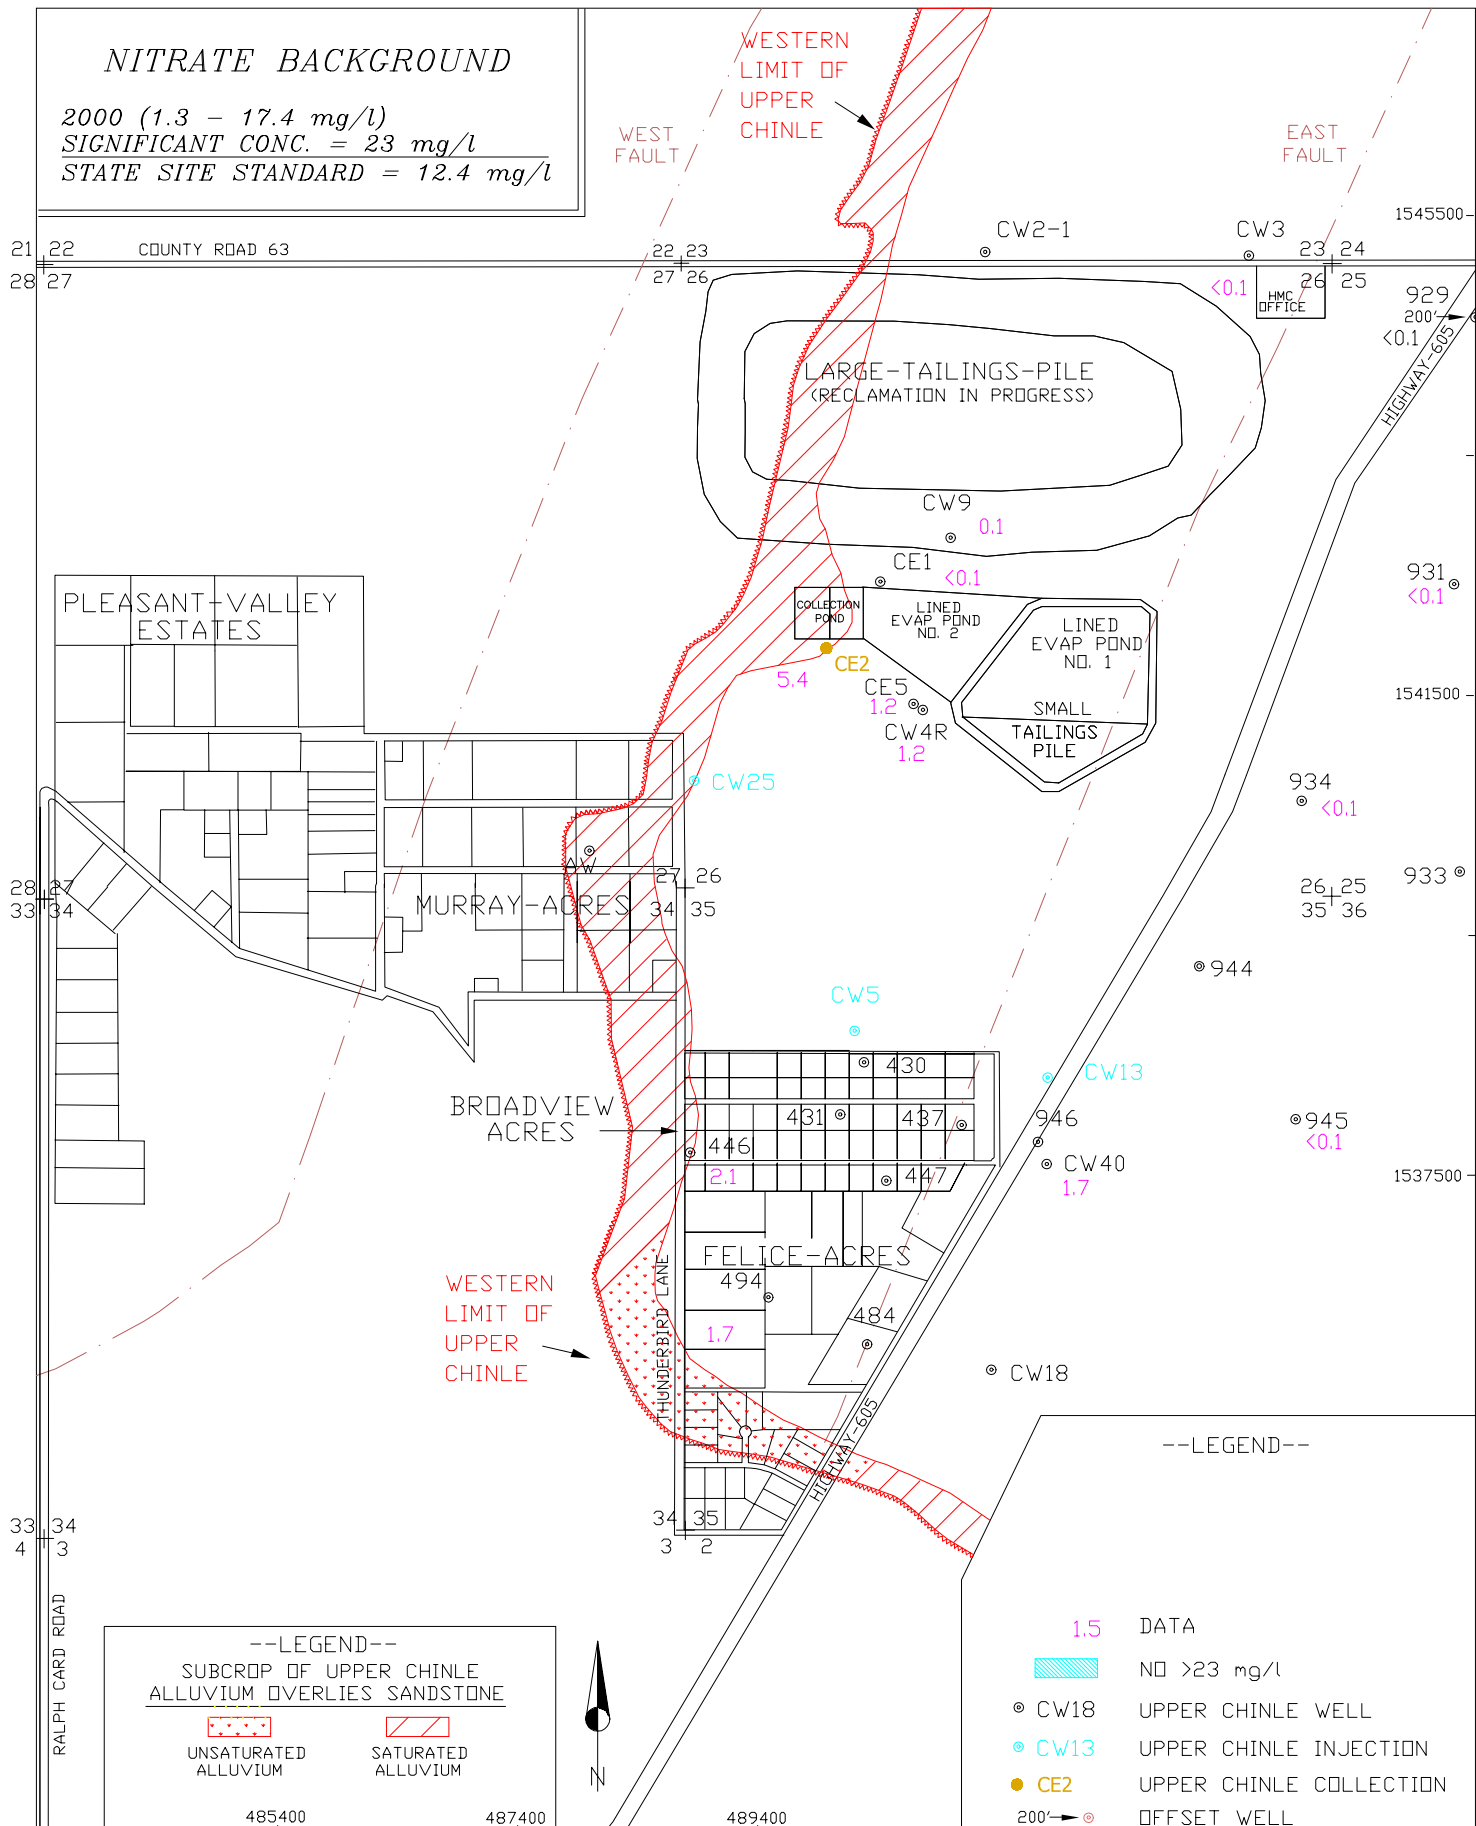 NITRATE BACKGROUND
2000 (1.3 - 17.4 mg/l)
SIGNIFICANT CONC. = 23 mg/l
STATE SITE STANDARD = 12.4 mg/l
WESTERN
LIMIT OF
UPPER
CHINLE
WEST
FAULT
EAST
FAULT
1545500
21 22
28 27
COUNTY ROAD 63
22 23
27 26
CW2-1
CW3
23 24
26 25
<0.1
HMC
OFFICE
929
200'
<0.1
HIGHWAY-605
LARGE-TAILINGS-PILE
(RECLAMATION IN PROGRESS)
CW9
0.1
CE1
<0.1
931
<0.1
PLEASANT-VALLEY
ESTATES
COLLECTION
POND
LINED
EVAP POND
NO. 2
LINED
EVAP POND
NO. 1
CE2
5.4
CE5
1.2
CW4R
1.2
SMALL
TAILINGS
PILE
1541500
CW25
934
<0.1
AW
933
28 27
33 34
MURRAY-ACRES
27 26
34 35
26 25
35 36
944
CW5
430
CW13
BROADVIEW
ACRES
431
437
946
945
<0.1
446
2.1
447
CW40
1.7
1537500
FELICE-ACRES
494
1.7
484
THUNDERBIRD LANE
WESTERN
LIMIT OF
UPPER
CHINLE
CW18
HIGHWAY-605
33 34
4 3
34 35
3 2
RALPH CARD ROAD
--LEGEND--
SUBCROP OF UPPER CHINLE
ALLUVIUM OVERLIES SANDSTONE
UNSATURATED
ALLUVIUM
SATURATED
ALLUVIUM
N
485400
487400
489400
--LEGEND--
1.5 DATA
NO >23 mg/l
CW18 UPPER CHINLE WELL
CW13 UPPER CHINLE INJECTION
CE2 UPPER CHINLE COLLECTION
200' OFFSET WELL